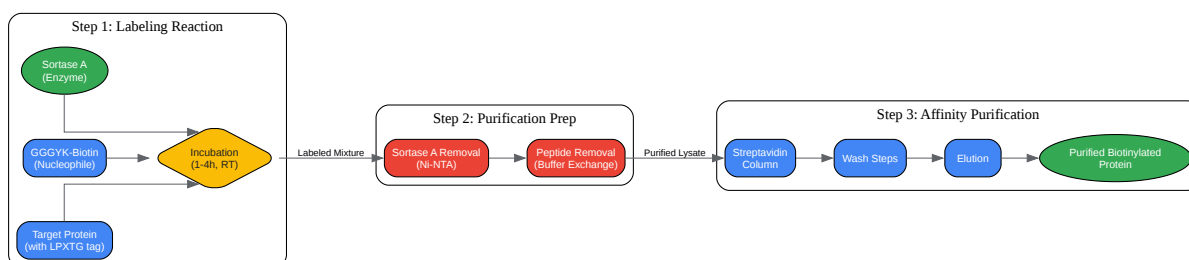 Step 1: Labeling Reaction
Sortase A
(Enzyme)
GGGYK-Biotin
(Nucleophile)
Target Protein
(with LPXTG tag)
Incubation
(1-4h, RT)
Labeled Mixture
Step 2: Purification Prep
Sortase A Removal
(Ni-NTA)
Peptide Removal
(Buffer Exchange)
Purified Lysate
Step 3: Affinity Purification
Streptavidin
Column
Wash Steps
Elution
Purified Biotinylated
Protein